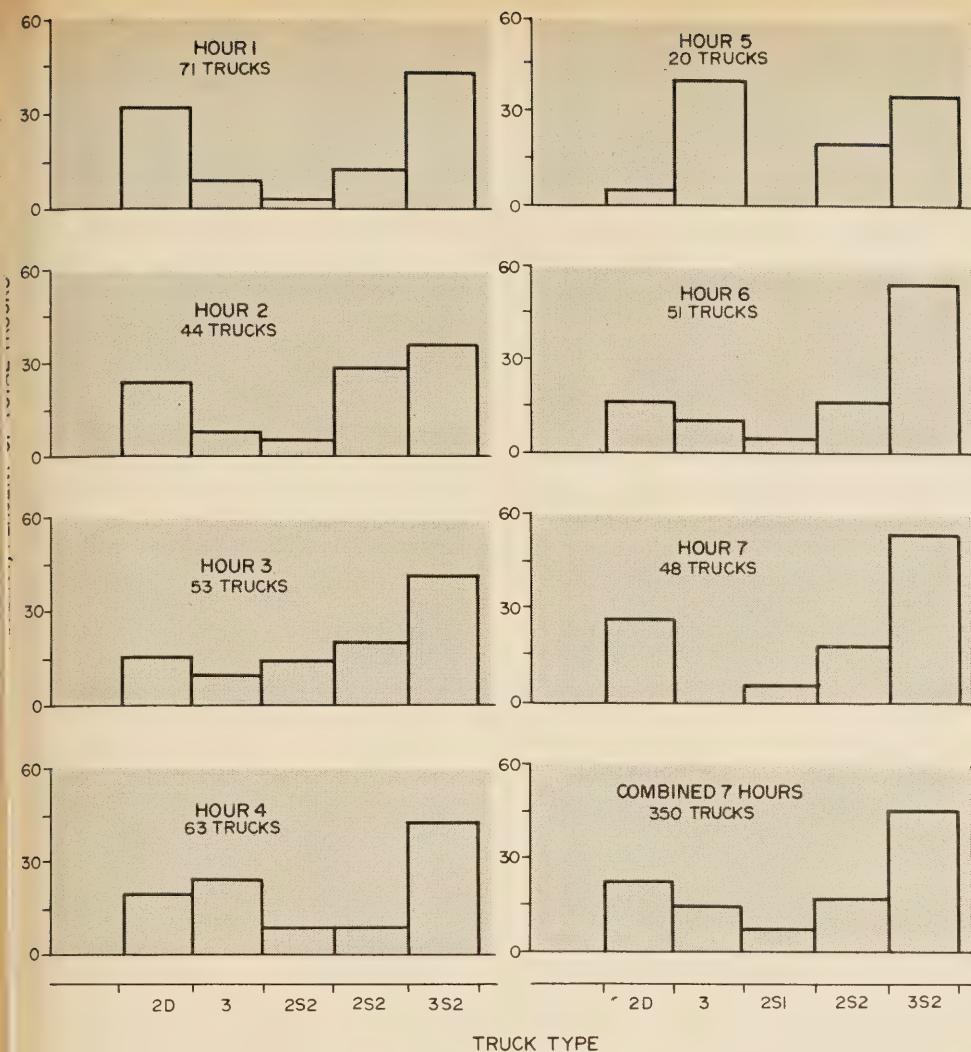 60
30
0
HOUR 1
71 TRUCKS
60
30
0
HOUR 2
44 TRUCKS
60
30
0
HOUR 3
53 TRUCKS
60
30
0
HOUR 4
63 TRUCKS
2D 3 2S2 2S2 3S2
60
30
0
HOUR 5
20 TRUCKS
60
30
0
HOUR 6
51 TRUCKS
60
30
0
HOUR 7
48 TRUCKS
60
30
0
COMBINED 7 HOURS
350 TRUCKS
2D 3 2S1 2S2 3S2
TRUCK TYPE
OF TOTAL